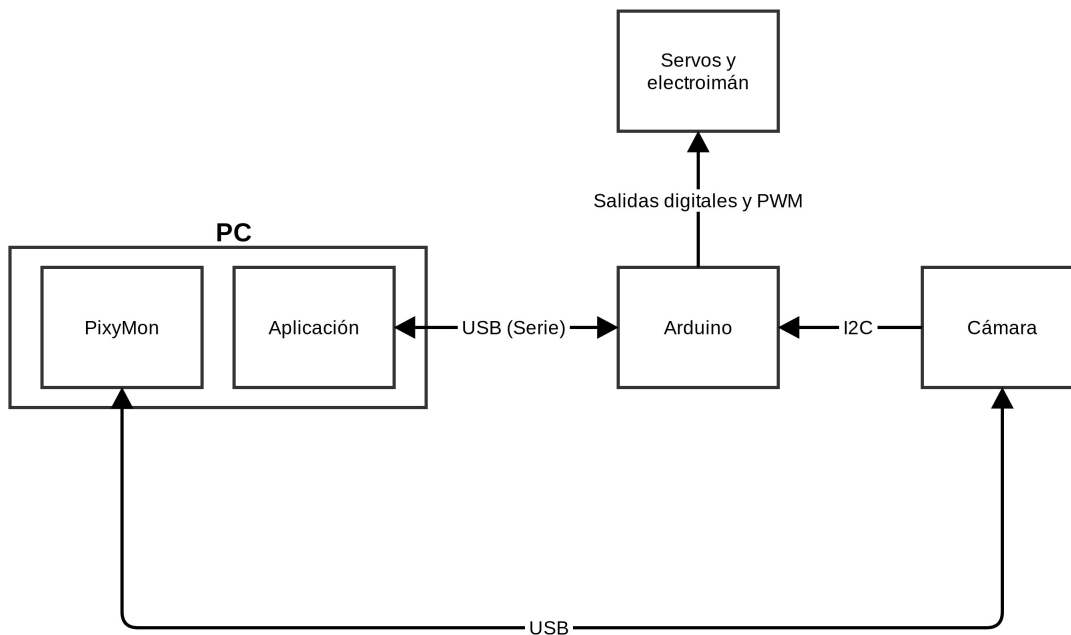 Servos y
electroimán
Salidas digitales y PWM
PC
PixyMon
Aplicación
USB (Serie)
Arduino
I2C
Cámara
USB